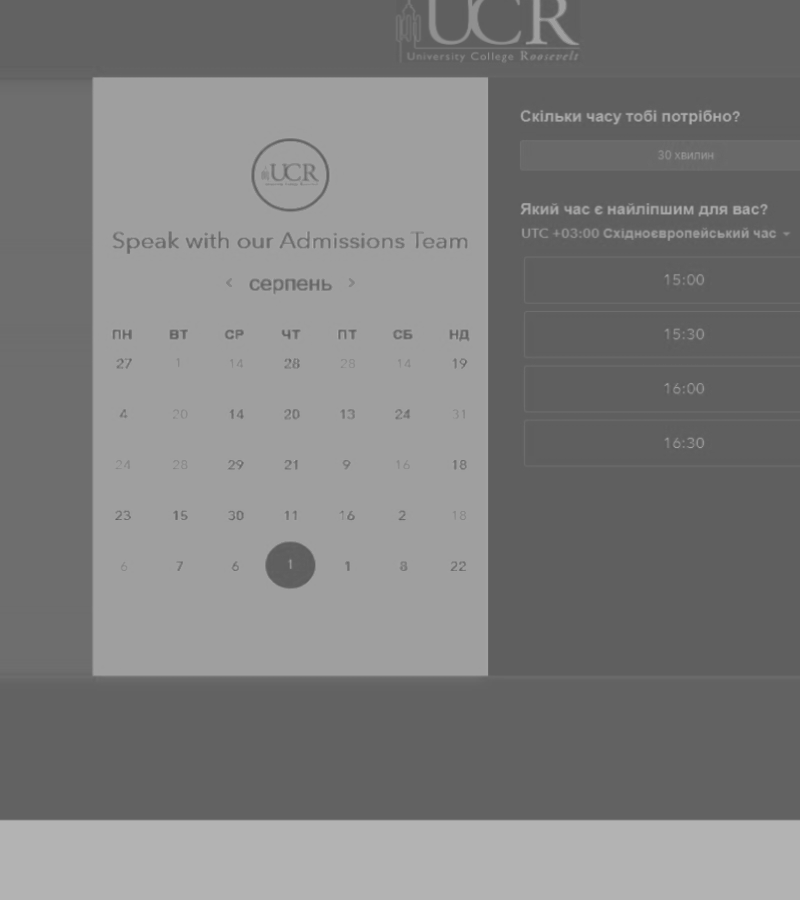 UCR
University College Roosevelt
UCR
Speak with our Admissions Team
< серпень >
ПН ВТ СР ЧТ ПТ СБ НД
27 1 14 28 28 14 19
4 20 14 20 13 24 31
24 28 29 21 9 16 18
23 15 30 11 16 2 18
6 7 6 1 1 8 22
Скільки часу тобі потрібно?
30 хвилин
Який час є найліпшим для вас?
UTC +03:00 Східноєвропейський час
15:00
15:30
16:00
16:30